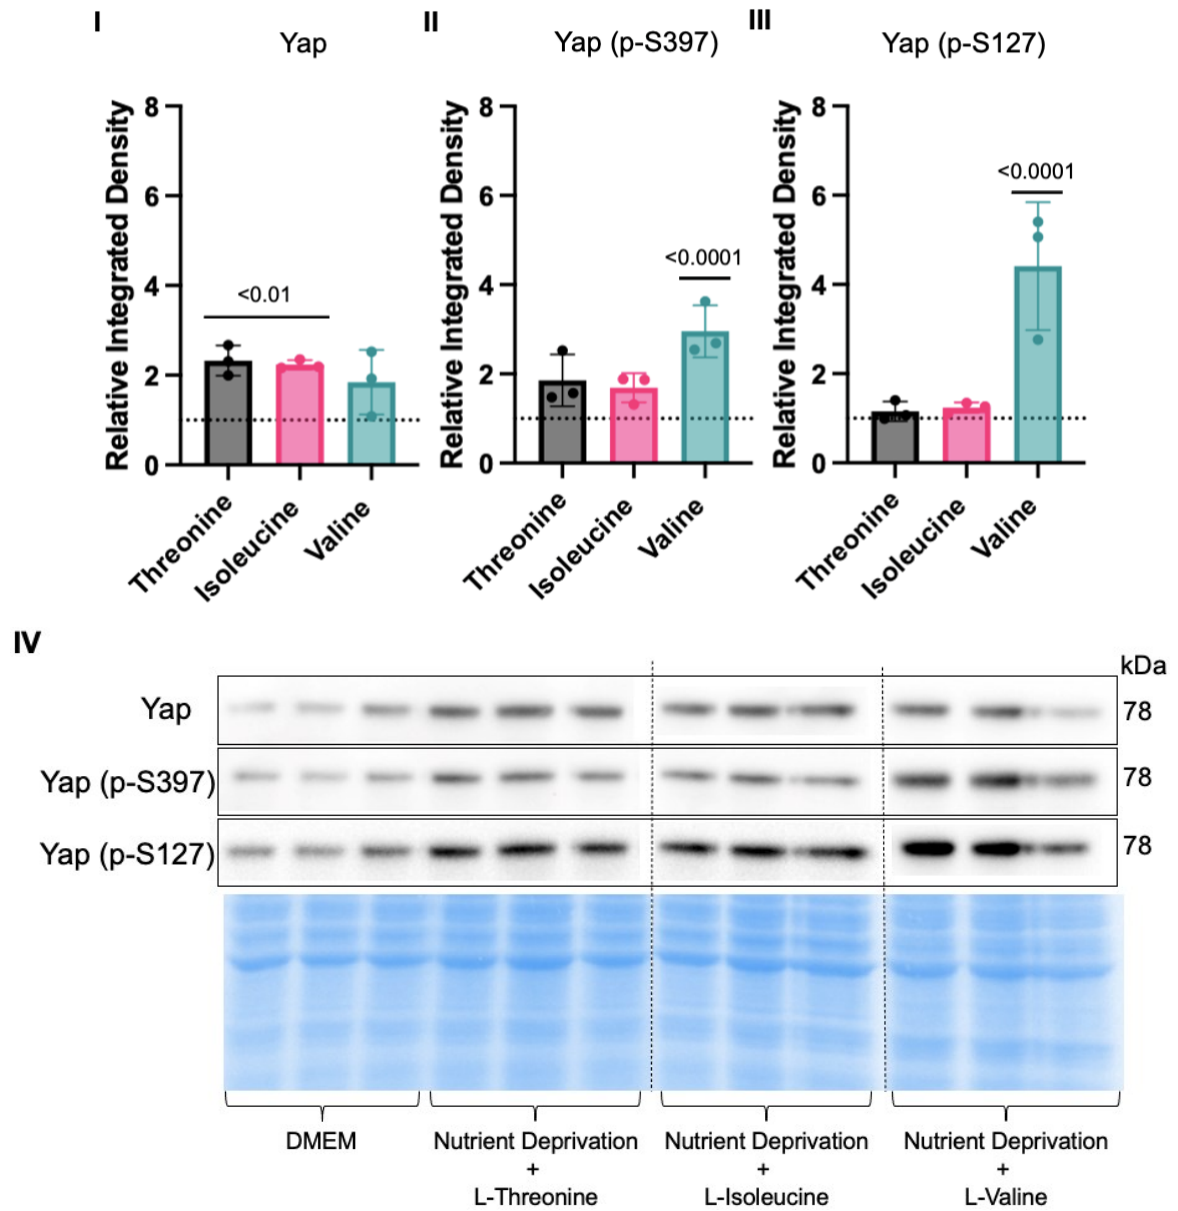 I
Yap
Relative Integrated Density
8
6
4
2
0
<0.01
Threonine
Isoleucine
Valine
II
Yap (p-S397)
Relative Integrated Density
8
6
4
2
0
<0.0001
Threonine
Isoleucine
Valine
III
Yap (p-S127)
Relative Integrated Density
8
6
4
2
0
<0.0001
Threonine
Isoleucine
Valine
IV
kDa
Yap
78
Yap (p-S397)
78
Yap (p-S127)
78
DMEM
Nutrient Deprivation
+
L-Threonine
Nutrient Deprivation
+
L-Isoleucine
Nutrient Deprivation
+
L-Valine